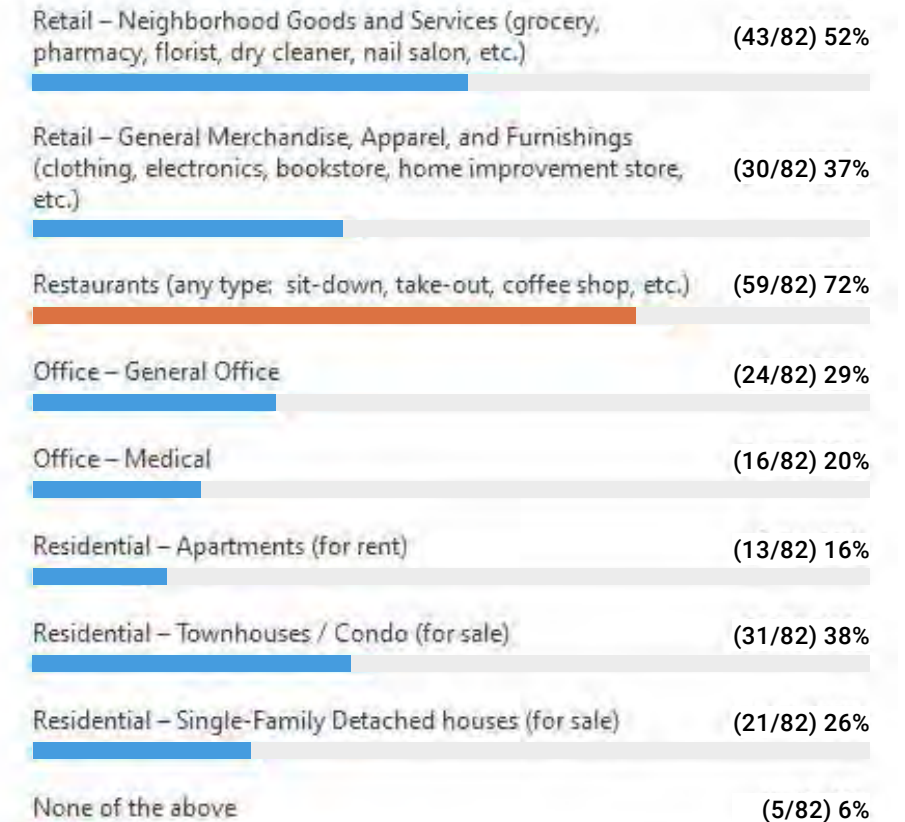 Retail – Neighborhood Goods and Services (grocery,
pharmacy, florist, dry cleaner, nail salon, etc.)
(43/82) 52%
Retail – General Merchandise, Apparel, and Furnishings
(clothing, electronics, bookstore, home improvement store,
etc.)
(30/82) 37%
Restaurants (any type: sit-down, take-out, coffee shop, etc.)
(59/82) 72%
Office – General Office
(24/82) 29%
Office – Medical
(16/82) 20%
Residential – Apartments (for rent)
(13/82) 16%
Residential – Townhouses / Condo (for sale)
(31/82) 38%
Residential – Single-Family Detached houses (for sale)
(21/82) 26%
None of the above
(5/82) 6%